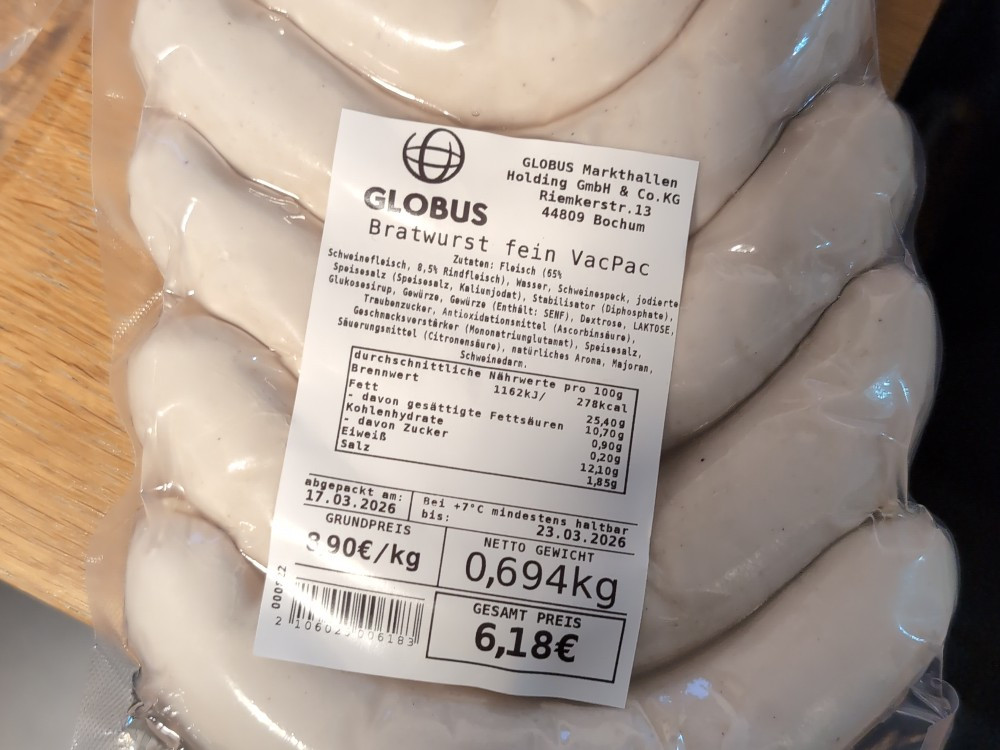 GLOBUS
GLOBUS Markthallen
Holding GmbH & Co.KG
Riemkerstr.13
44809 Bochum
Bratwurst fein VacPac
Zutaten: Fleisch (65%
Schweinefleisch, 8,5% Rindfleisch), Wasser, Schweinespeck, jodiertes
Speisesalz (Speisesalz, Kaliumjodat), Stabilisator (Diphosphate),
Glukosesirup, Gewürze, Gewürze (Enthält: SENF), Dextrose, LAKTOSE,
Traubenzucker, Antioxidationsmittel (Ascorbinsäure),
Geschmacksverstärker (Mononatriumglutamat), Speisesalz,
Säuerungsmittel (Citronensäure), natürliches Aroma, Majoran,
Schweinedarm.
durchschnittliche Nährwerte pro 100g
Brennwert 1162kJ/ 278kcal
Fett 25,40g
- davon gesättigte Fettsäuren 10,70g
Kohlenhydrate 0,90g
- davon Zucker 0,20g
Eiweiß 12,10g
Salz 1,85g
abgepackt am:
17.03.2026
Bei +7°C mindestens haltbar
bis: 23.03.2026
GRUNDPREIS
8,90€/kg
NETTO GEWICHT
0,694kg
GESAMT PREIS
6,18€